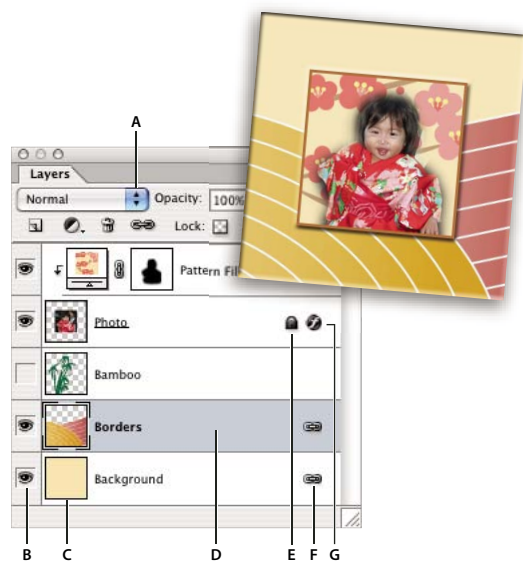 A
Layers
Normal Opacity: 100%
Lock:
Pattern Fil
Photo
Bamboo
Borders
Background
B C D E F G